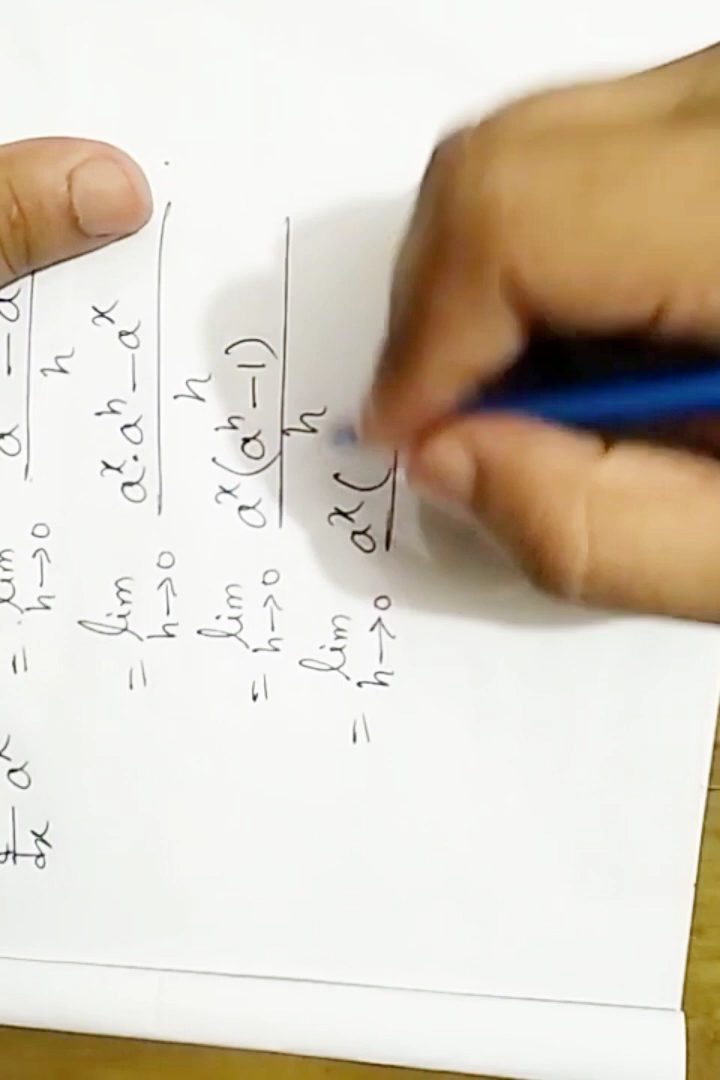 d/dx a^x = lim h→0 (a - a)/h
= lim h→0 (a^x · a^h - a^x)/h
= lim h→0 a^x(a^h - 1)/h
= lim h→0 a^x(